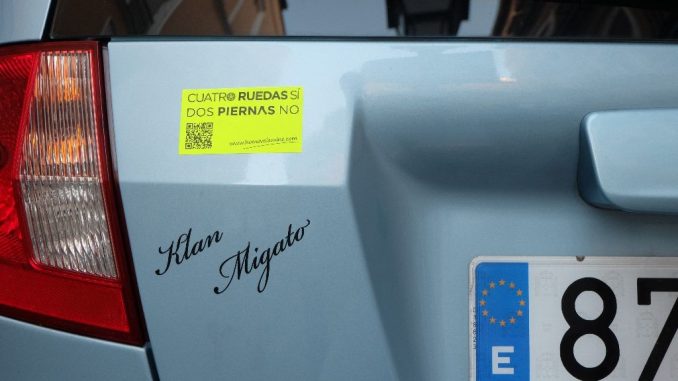 CUATRO RUEDAS SÍ
DOS PIERNAS NO
Klan
Migato
E
87